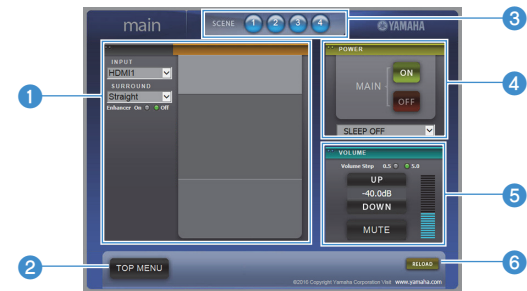 main
SCENE 1 2 3 4
YAMAHA
3
POWER
INPUT
HDMI1
SURROUND
Straight
Enhancer On Off
1
MAIN
ON
OFF
SLEEP OFF
4
VOLUME
Volume Step 0.5 5.0
UP
-40.0dB
DOWN
MUTE
5
2
TOP MENU
RELOAD
6
©2016 Copyright Yamaha Corporation Visit www.yamaha.com